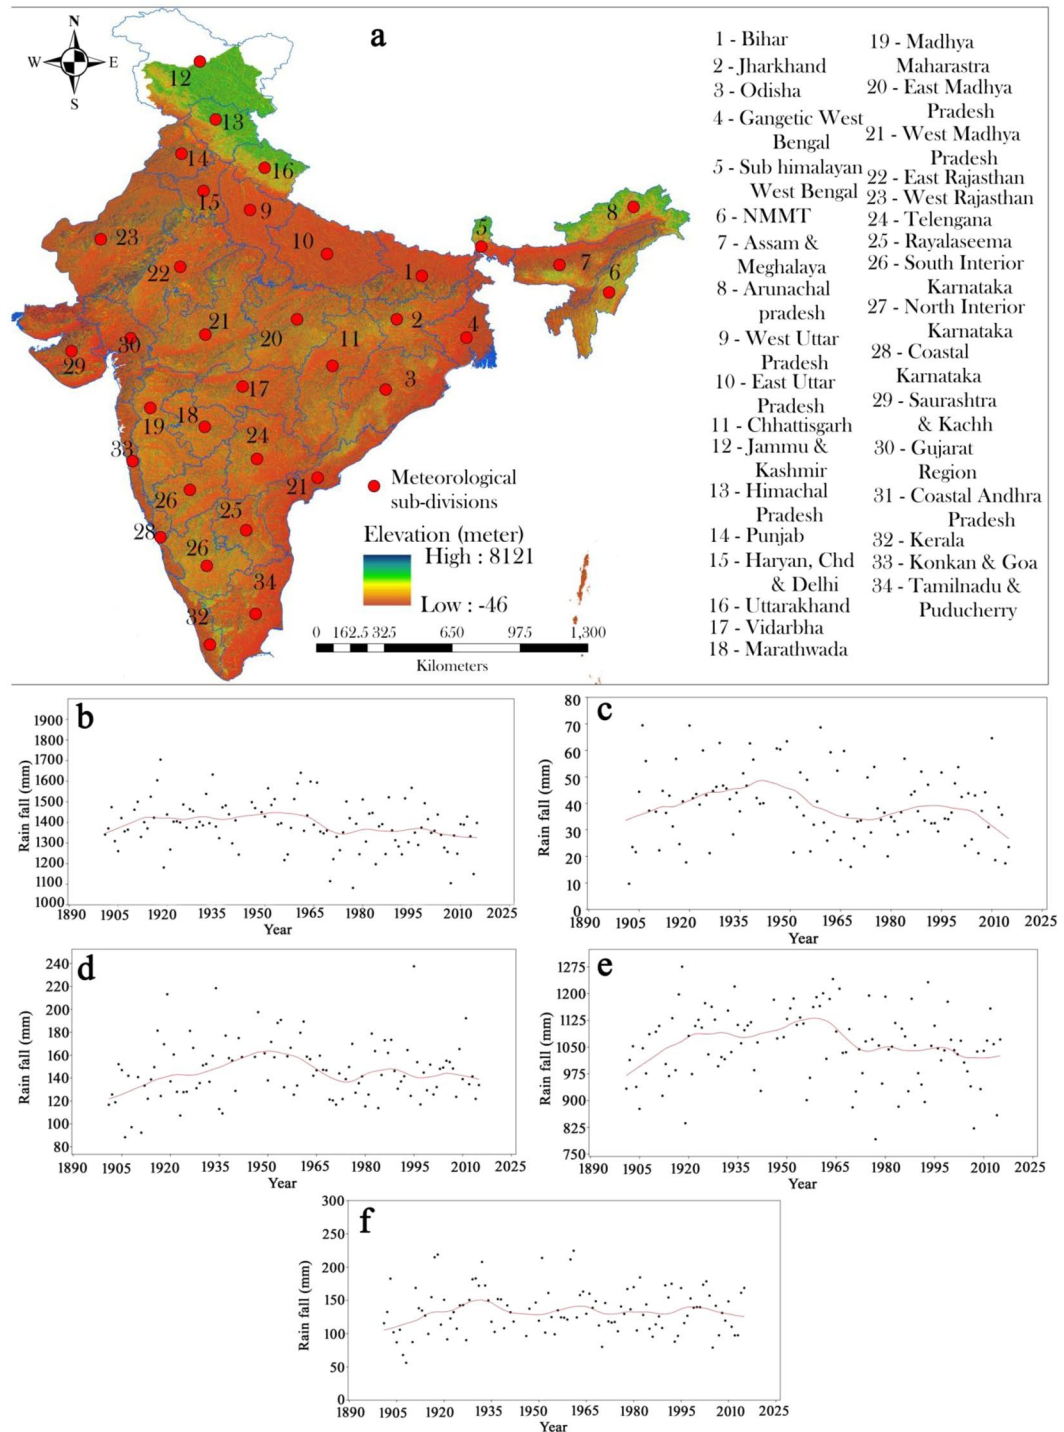 N
W E
S
a
12
13
14
16
15
9
8
5
23
10
7
22
1
6
21
2
4
20
11
30
29
17
3
19
18
24
33
21
26
25
28
26
34
32
Meteorological
sub-divisions
Elevation (meter)
High : 8121
Low : -46
0 162.5 325 650 975 1,300
Kilometers
1 - Bihar
2 - Jharkhand
3 - Odisha
4 - Gangetic West
Bengal
5 - Sub himalayan
West Bengal
6 - NMMT
7 - Assam &
Meghalaya
8 - Arunachal
pradesh
9 - West Uttar
Pradesh
10 - East Uttar
Pradesh
11 - Chhattisgarh
12 - Jammu &
Kashmir
13 - Himachal
Pradesh
14 - Punjab
15 - Haryan, Chd
& Delhi
16 - Uttarakhand
17 - Vidarbha
18 - Marathwada
19 - Madhya
Maharastra
20 - East Madhya
Pradesh
21 - West Madhya
Pradesh
22 - East Rajasthan
23 - West Rajasthan
24 - Telengana
25 - Rayalaseema
26 - South Interior
Karnataka
27 - North Interior
Karnataka
28 - Coastal
Karnataka
29 - Saurashtra
& Kachh
30 - Gujarat
Region
31 - Coastal Andhra
Pradesh
32 - Kerala
33 - Konkan & Goa
34 - Tamilnadu &
Puducherry
b
Rain fall (mm)
1900
1800
1700
1600
1500
1400
1300
1200
1100
1000
1890 1905 1920 1935 1950 1965 1980 1995 2010 2025
Year
c
Rain fall (mm)
80
70
60
50
40
30
20
10
0
1890 1905 1920 1935 1950 1965 1980 1995 2010 2025
Year
d
Rain fall (mm)
240
220
200
180
160
140
120
100
80
1890 1905 1920 1935 1950 1965 1980 1995 2010 2025
Year
e
Rain fall (mm)
1275
1200
1125
1050
975
900
825
750
1890 1905 1920 1935 1950 1965 1980 1995 2010 2025
Year
f
Rain fall (mm)
300
250
200
150
100
50
0
1890 1905 1920 1935 1950 1965 1980 1995 2010 2025
Year